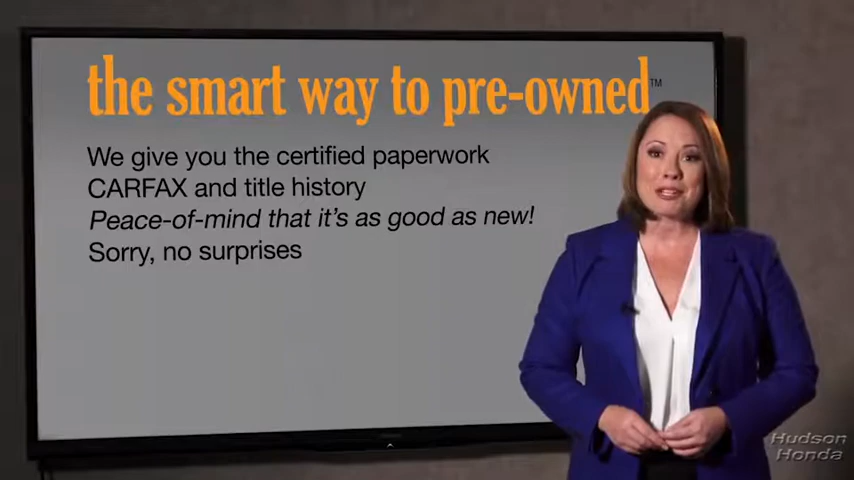 the smart way to pre-owned™
We give you the certified paperwork
CARFAX and title history
Peace-of-mind that it's as good as new!
Sorry, no surprises
Hudson
Honda